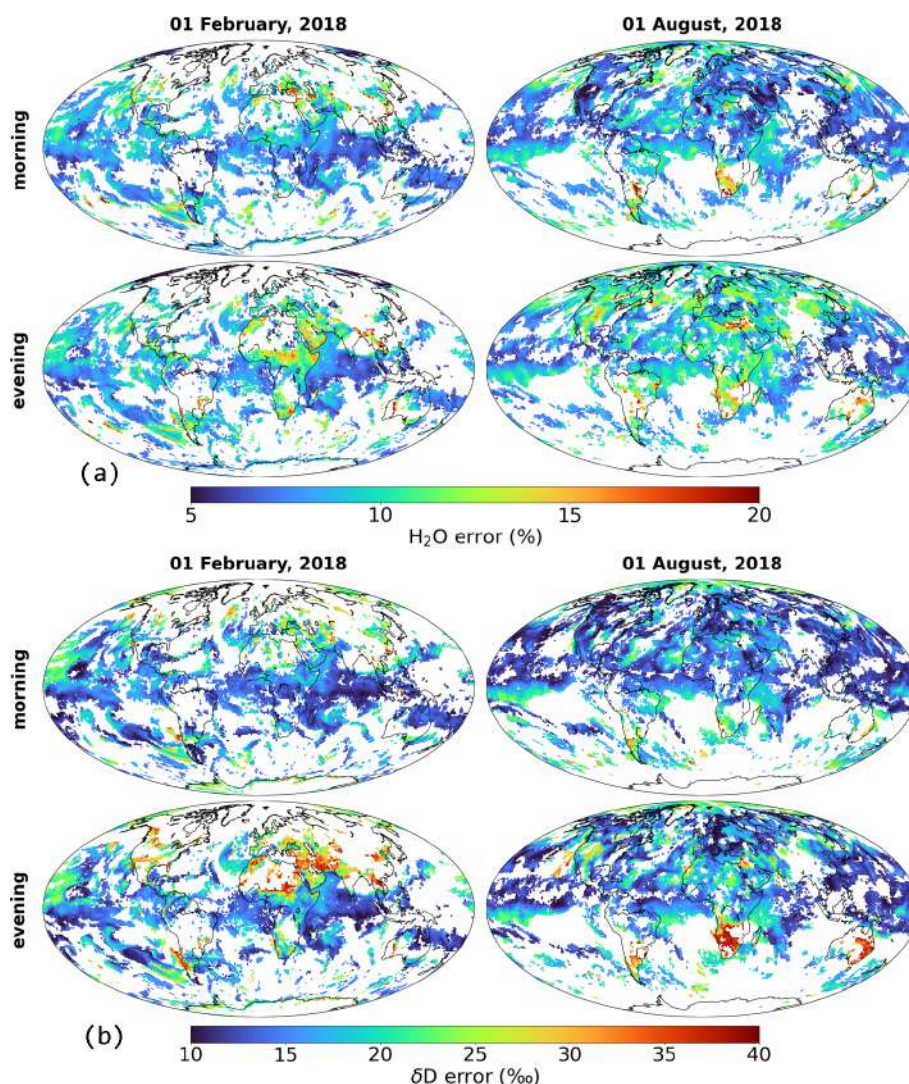 01 February, 2018
01 August, 2018
morning
evening
(a)
5 10 15 20
H₂O error (%)
01 February, 2018
01 August, 2018
morning
evening
(b)
10 15 20 25 30 35 40
δD error (‰)